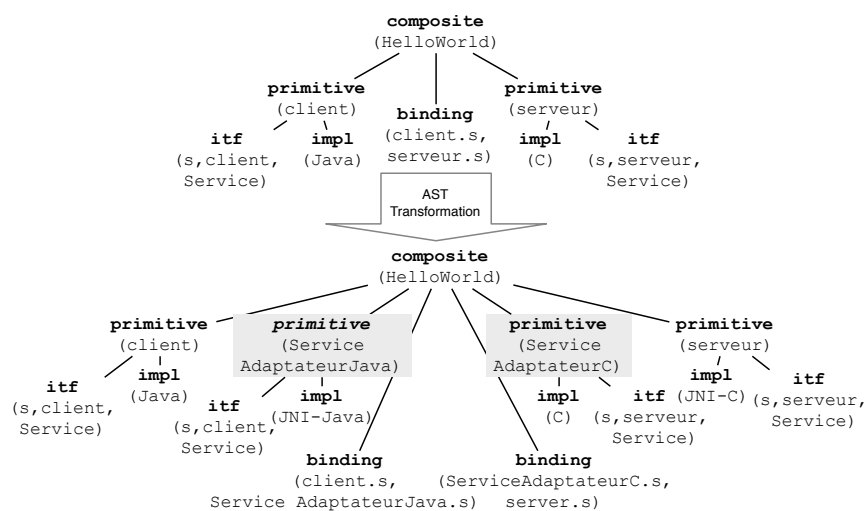 composite
(HelloWorld)
primitive
(client)
binding
(client.s,
serveur.s)
primitive
(serveur)
itf
(s,client,
Service)
impl
(Java)
impl
(C)
itf
(s,serveur,
Service)
AST
Transformation
composite
(HelloWorld)
primitive
(client)
primitive
(Service
AdaptateurJava)
primitive
(Service
AdaptateurC)
primitive
(serveur)
itf
(s,client,
Service)
impl
(Java)
itf
(s,client,
Service)
impl
(JNI-Java)
impl
(C)
itf
(s,serveur,
Service)
impl
(JNI-C)
itf
(s,serveur,
Service)
binding
(client.s,
Service AdaptateurJava.s)
binding
(ServiceAdaptateurC.s,
server.s)